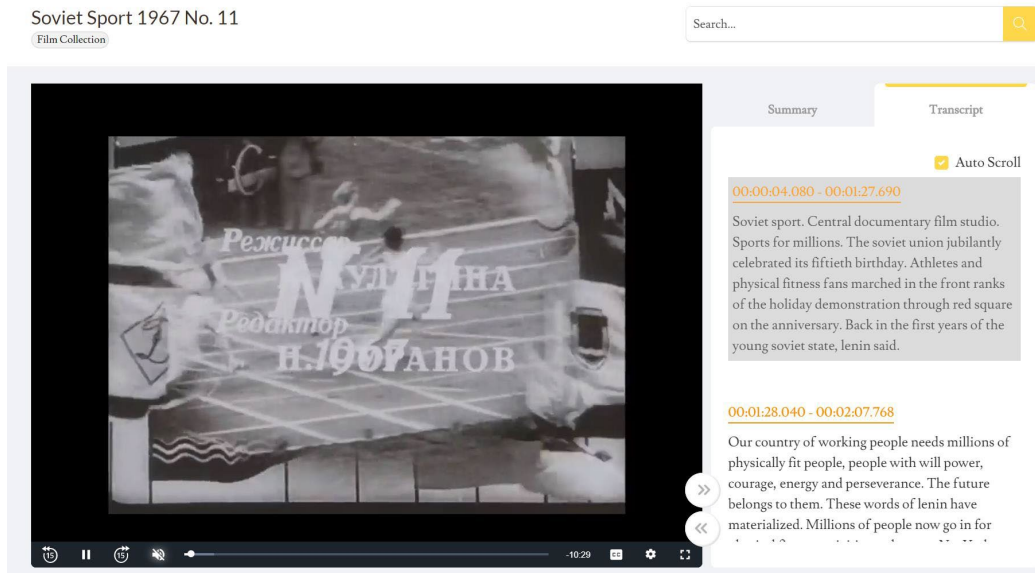 Soviet Sport 1967 No. 11
Film Collection
Search...
Режиссер
N 11
Редактор
1967
Summary
Transcript
Auto Scroll
00:00:04.080 - 00:01:27.690
Soviet sport. Central documentary film studio.
Sports for millions. The soviet union jubilantly
celebrated its fiftieth birthday. Athletes and
physical fitness fans marched in the front ranks
of the holiday demonstration through red square
on the anniversary. Back in the first years of the
young soviet state, lenin said.
00:01:28.040 - 00:02:07.768
Our country of working people needs millions of
physically fit people, people with will power,
courage, energy and perseverance. The future
belongs to them. These words of lenin have
materialized. Millions of people now go in for
15
15
-10:29
CC